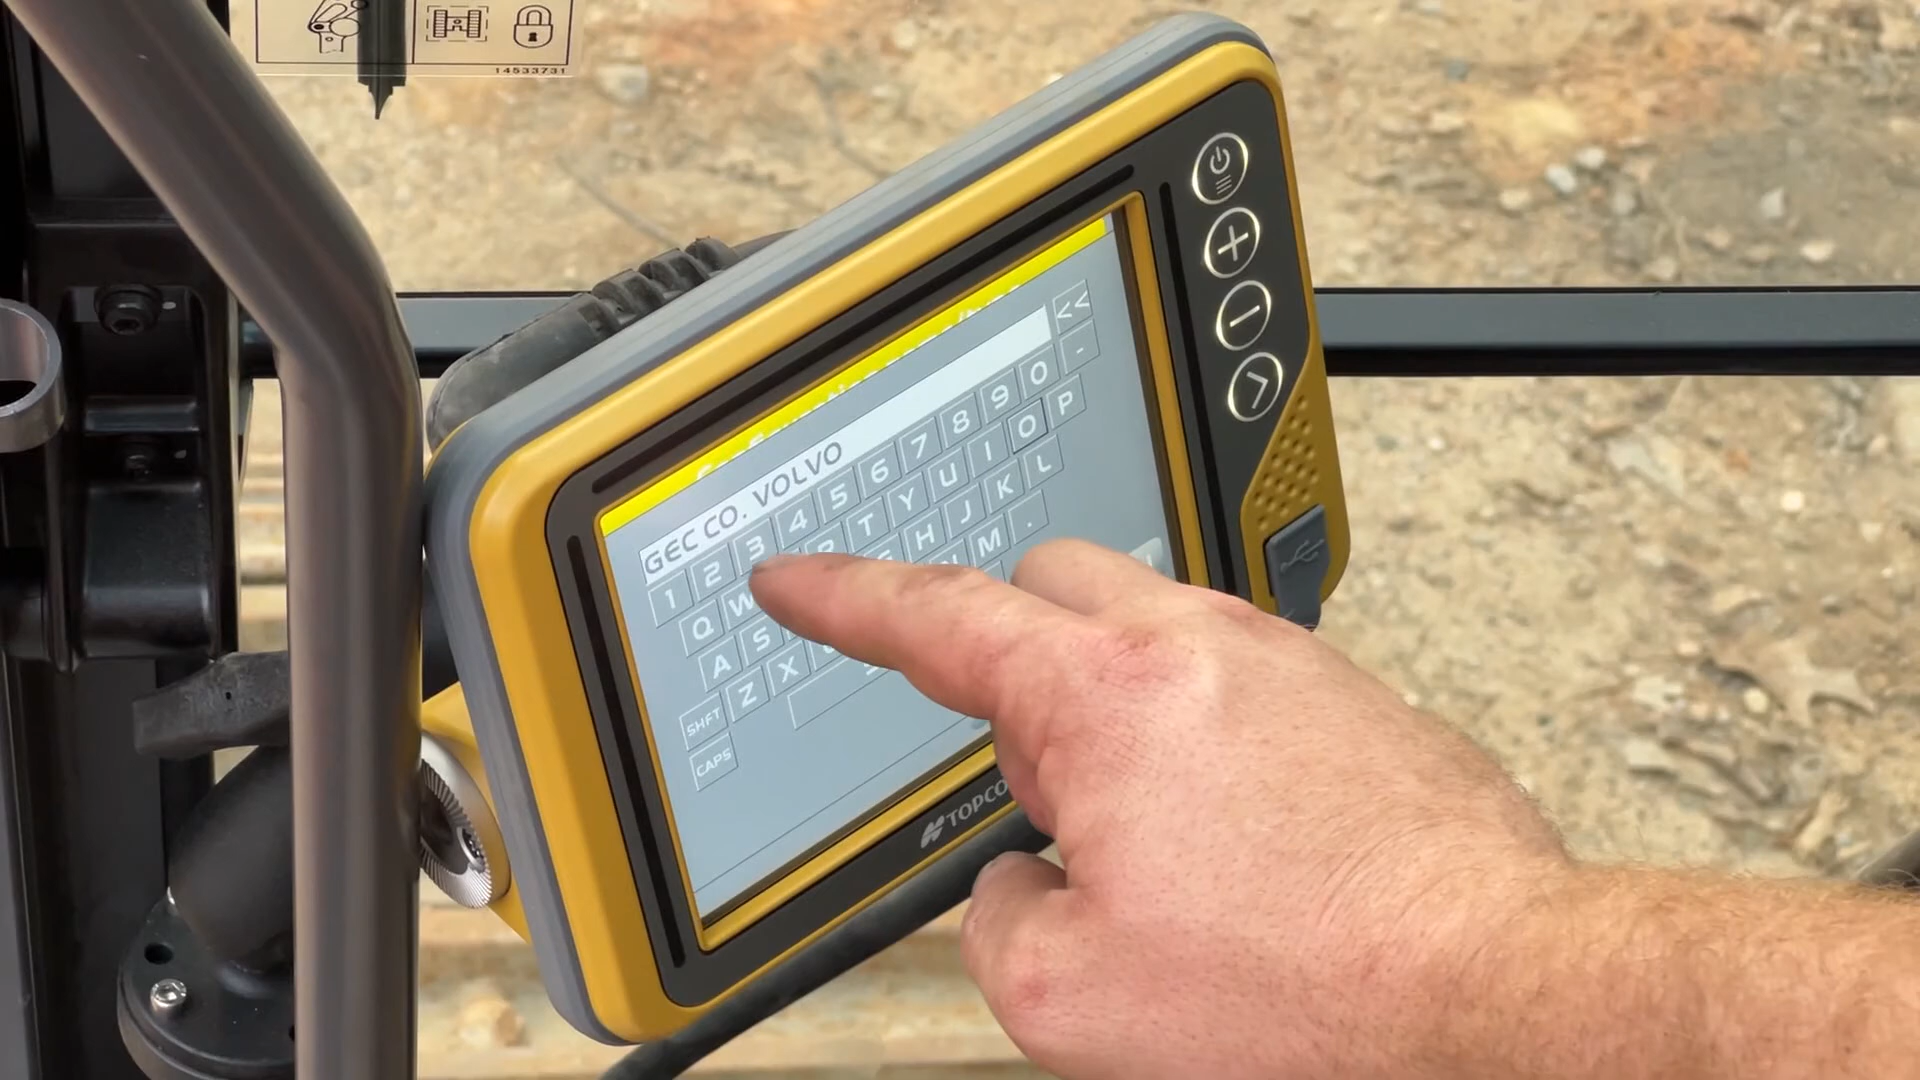 14533731
GEC CO. VOLVO <<
1 2 3 4 5 6 7 8 9 0 -
Q W T Y U I O P
A S H J K L
SHFT Z X M .
CAPS
TOPCO